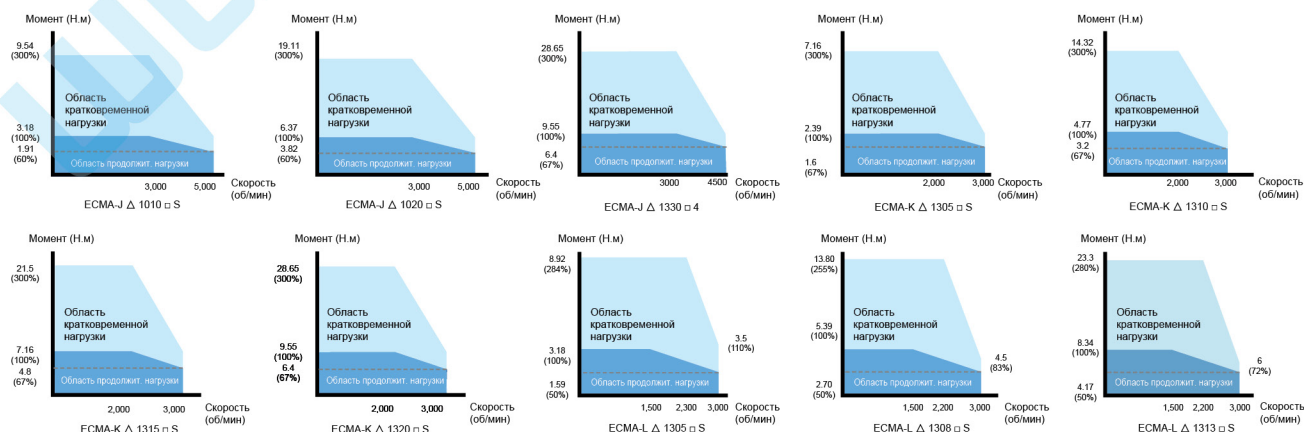 Момент (Н.м)
9.54
(300%)
Область
кратковременной
нагрузки
3.18
(100%)
1.91
(60%)
Область продолжит. нагрузки
3,000 5,000 Скорость
(об/мин)
ECMA-J △ 1010 □ S
Момент (Н.м)
19.11
(300%)
Область
кратковременной
нагрузки
6.37
(100%)
3.82
(60%)
Область продолжит. нагрузки
3,000 5,000 Скорость
(об/мин)
ECMA-J △ 1020 □ S
Момент (Н.м)
28.65
(300%)
Область
кратковременной
нагрузки
9.55
(100%)
6.4
(67%)
Область продолжит. нагрузки
3000 4500 Скорость
(об/мин)
ECMA-J △ 1330 □ 4
Момент (Н.м)
7.16
(300%)
Область
кратковременной
нагрузки
2.39
(100%)
1.6
(67%)
Область продолжит. нагрузки
2,000 3,000 Скорость
(об/мин)
ECMA-K △ 1305 □ S
Момент (Н.м)
14.32
(300%)
Область
кратковременной
нагрузки
4.77
(100%)
3.2
(67%)
Область продолжит. нагрузки
2,000 3,000 Скорость
(об/мин)
ECMA-K △ 1310 □ S
Момент (Н.м)
21.5
(300%)
Область
кратковременной
нагрузки
7.16
(100%)
4.8
(67%)
Область продолжит. нагрузки
2,000 3,000 Скорость
(об/мин)
ECMA-K △ 1315 □ S
Момент (Н.м)
28.65
(300%)
Область
кратковременной
нагрузки
9.55
(100%)
6.4
(67%)
Область продолжит. нагрузки
2,000 3,000 Скорость
(об/мин)
ECMA-K △ 1320 □ S
Момент (Н.м)
8.92
(284%)
Область
кратковременной
нагрузки
3.5
(110%)
3.18
(100%)
1.59
(50%)
Область продолжит. нагрузки
1,500 2,300 3,000 Скорость
(об/мин)
ECMA-L △ 1305 □ S
Момент (Н.м)
13.80
(255%)
Область
кратковременной
нагрузки
5.39
(100%)
4.5
(83%)
2.70
(50%)
Область продолжит. нагрузки
1,500 2,200 3,000 Скорость
(об/мин)
ECMA-L △ 1308 □ S
Момент (Н.м)
23.3
(280%)
Область
кратковременной
нагрузки
8.34
(100%)
6
(72%)
4.17
(50%)
Область продолжит. нагрузки
1,500 2,200 3,000 Скорость
(об/мин)
ECMA-L △ 1313 □ S